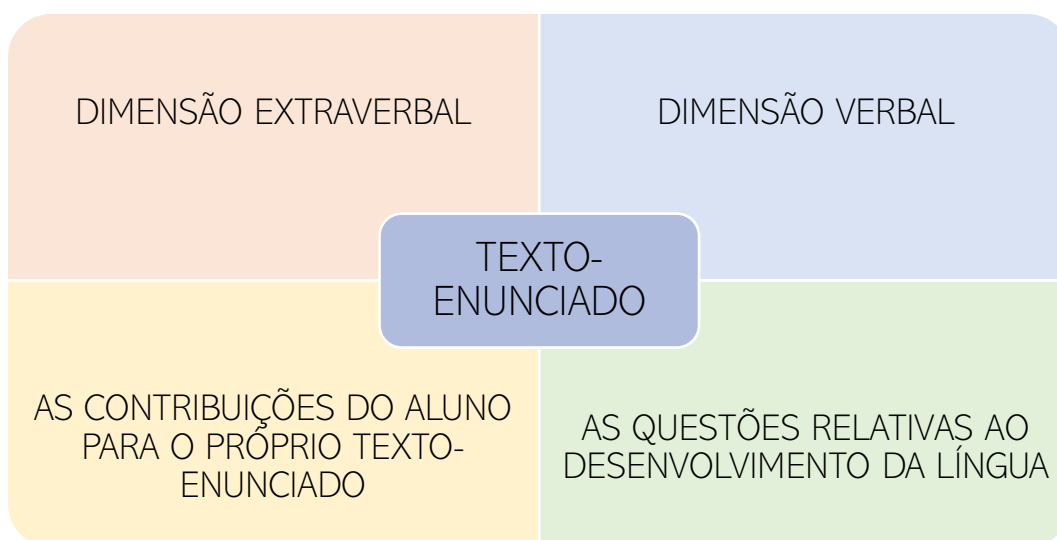 DIMENSÃO EXTRAVERBAL
DIMENSÃO VERBAL
TEXTO-
ENUNCIADO
AS CONTRIBUIÇÕES DO ALUNO
PARA O PRÓPRIO TEXTO-
ENUNCIADO
AS QUESTÕES RELATIVAS AO
DESENVOLVIMENTO DA LÍNGUA